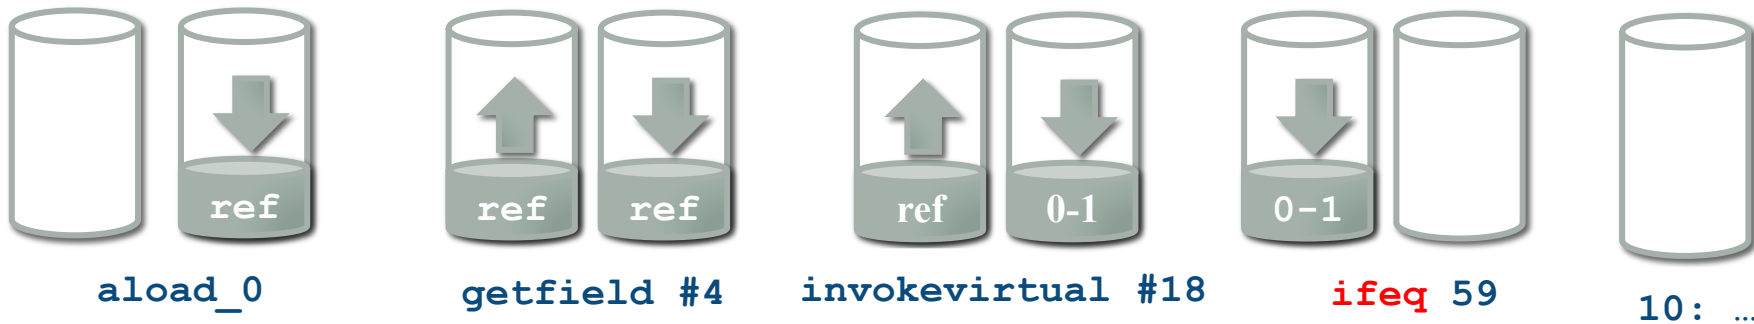 ref ref ref ref 0-1 0-1
aload_0 getfield #4 invokevirtual #18 ifeq 59 10: …